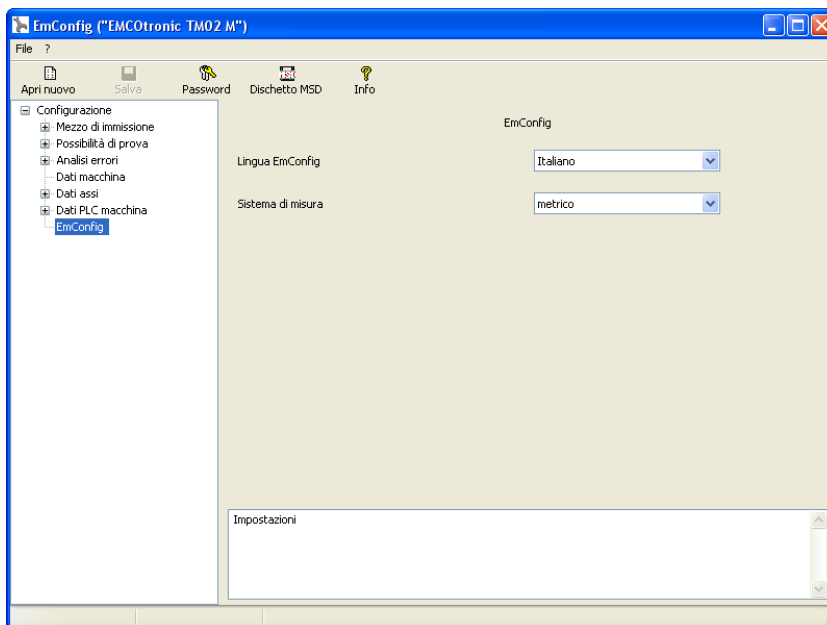 EmConfig ("EMCOtronic TM02 M")
File ?
Apri nuovo Salva Password Dischetto MSD Info
Configurazione
Mezzo di immissione
Possibilità di prova
Analisi errori
Dati macchina
Dati assi
Dati PLC macchina
EmConfig
EmConfig
Lingua EmConfig Italiano
Sistema di misura metrico
Impostazioni